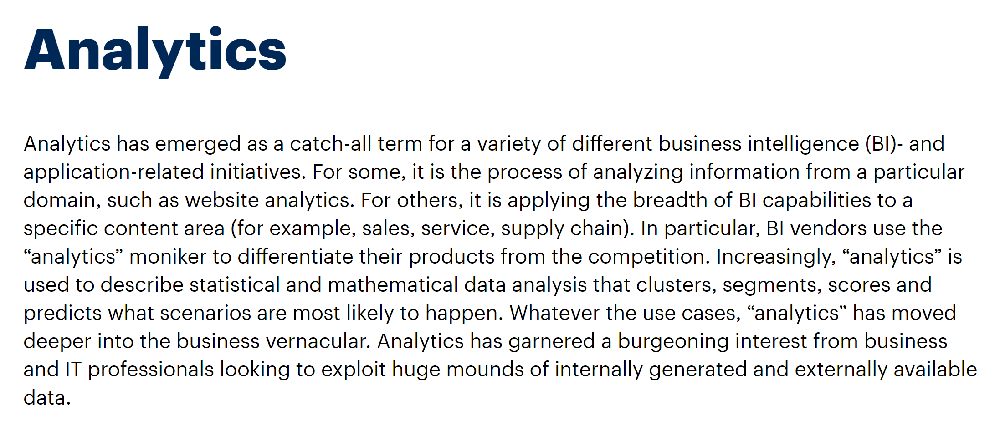 Analytics
Analytics has emerged as a catch-all term for a variety of different business intelligence (BI)- and
application-related initiatives. For some, it is the process of analyzing information from a particular
domain, such as website analytics. For others, it is applying the breadth of BI capabilities to a
specific content area (for example, sales, service, supply chain). In particular, BI vendors use the
“analytics” moniker to differentiate their products from the competition. Increasingly, “analytics” is
used to describe statistical and mathematical data analysis that clusters, segments, scores and
predicts what scenarios are most likely to happen. Whatever the use cases, “analytics” has moved
deeper into the business vernacular. Analytics has garnered a burgeoning interest from business
and IT professionals looking to exploit huge mounds of internally generated and externally available
data.